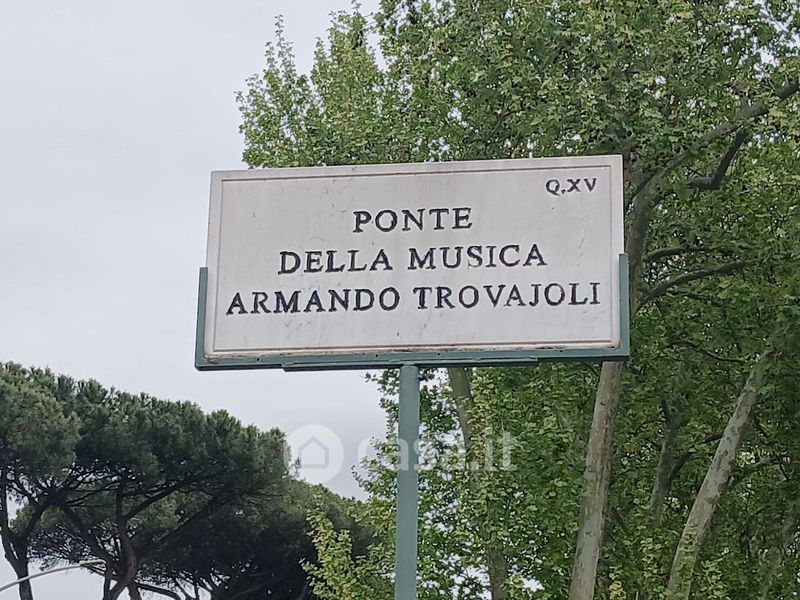 Q.XV
PONTE
DELLA MUSICA
ARMANDO TROVAJOLI
casa.it